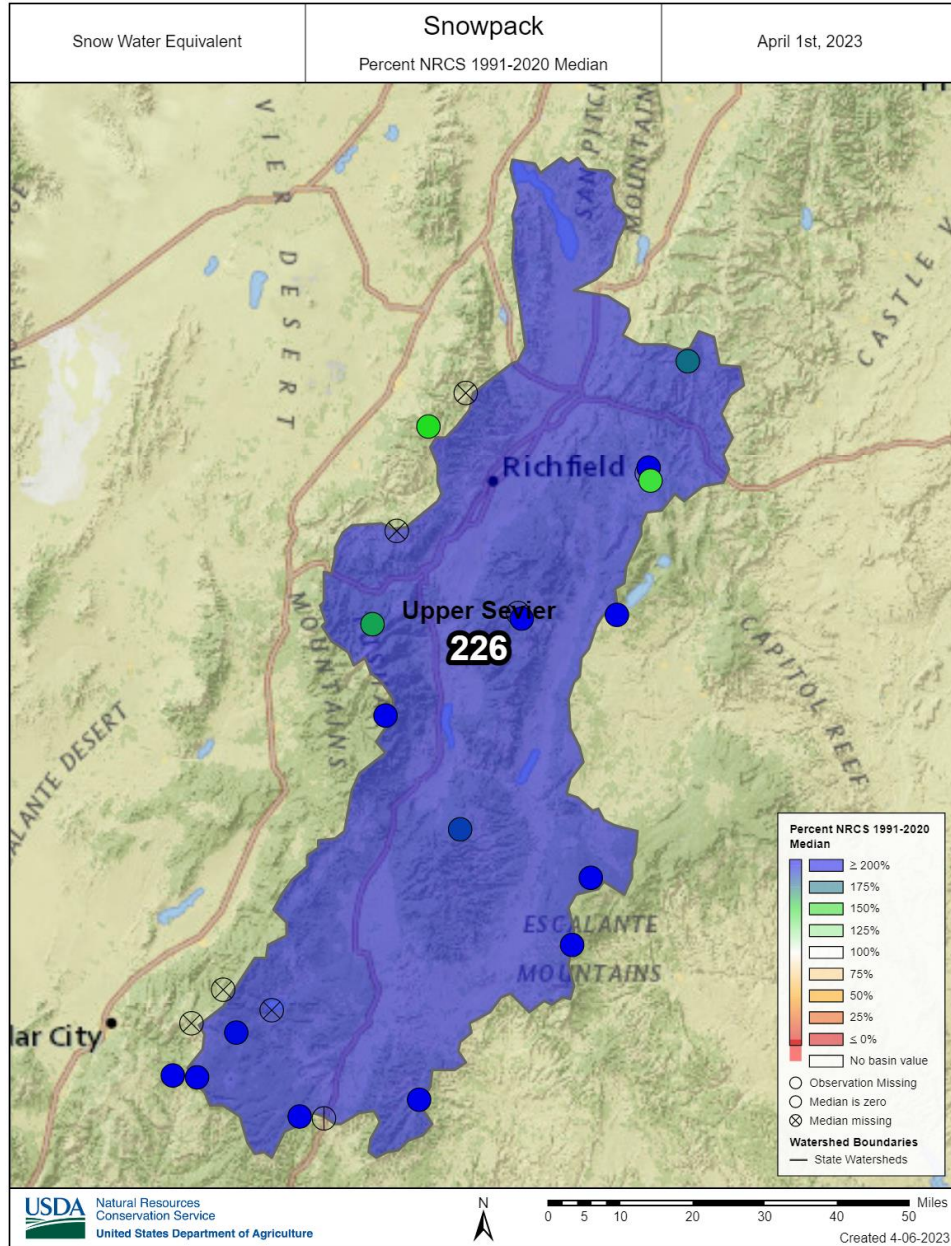 Snow Water Equivalent
Snowpack
Percent NRCS 1991-2020 Median
April 1st, 2023
VIER DESERT
SAN PITCH
MOUNTAIN
CASTLE V
Richfield
Upper Sevier
226
MOUNTAINS
CAPITOL REEF
ALANTE DESERT
ESCALANTE
MOUNTAINS
lar City
Percent NRCS 1991-2020
Median
≥ 200%
175%
150%
125%
100%
75%
50%
25%
≤ 0%
No basin value
Observation Missing
Median is zero
Median missing
Watershed Boundaries
State Watersheds
USDA
Natural Resources
Conservation Service
United States Department of Agriculture
N
0 5 10 20 30 40 50
Miles
Created 4-06-2023